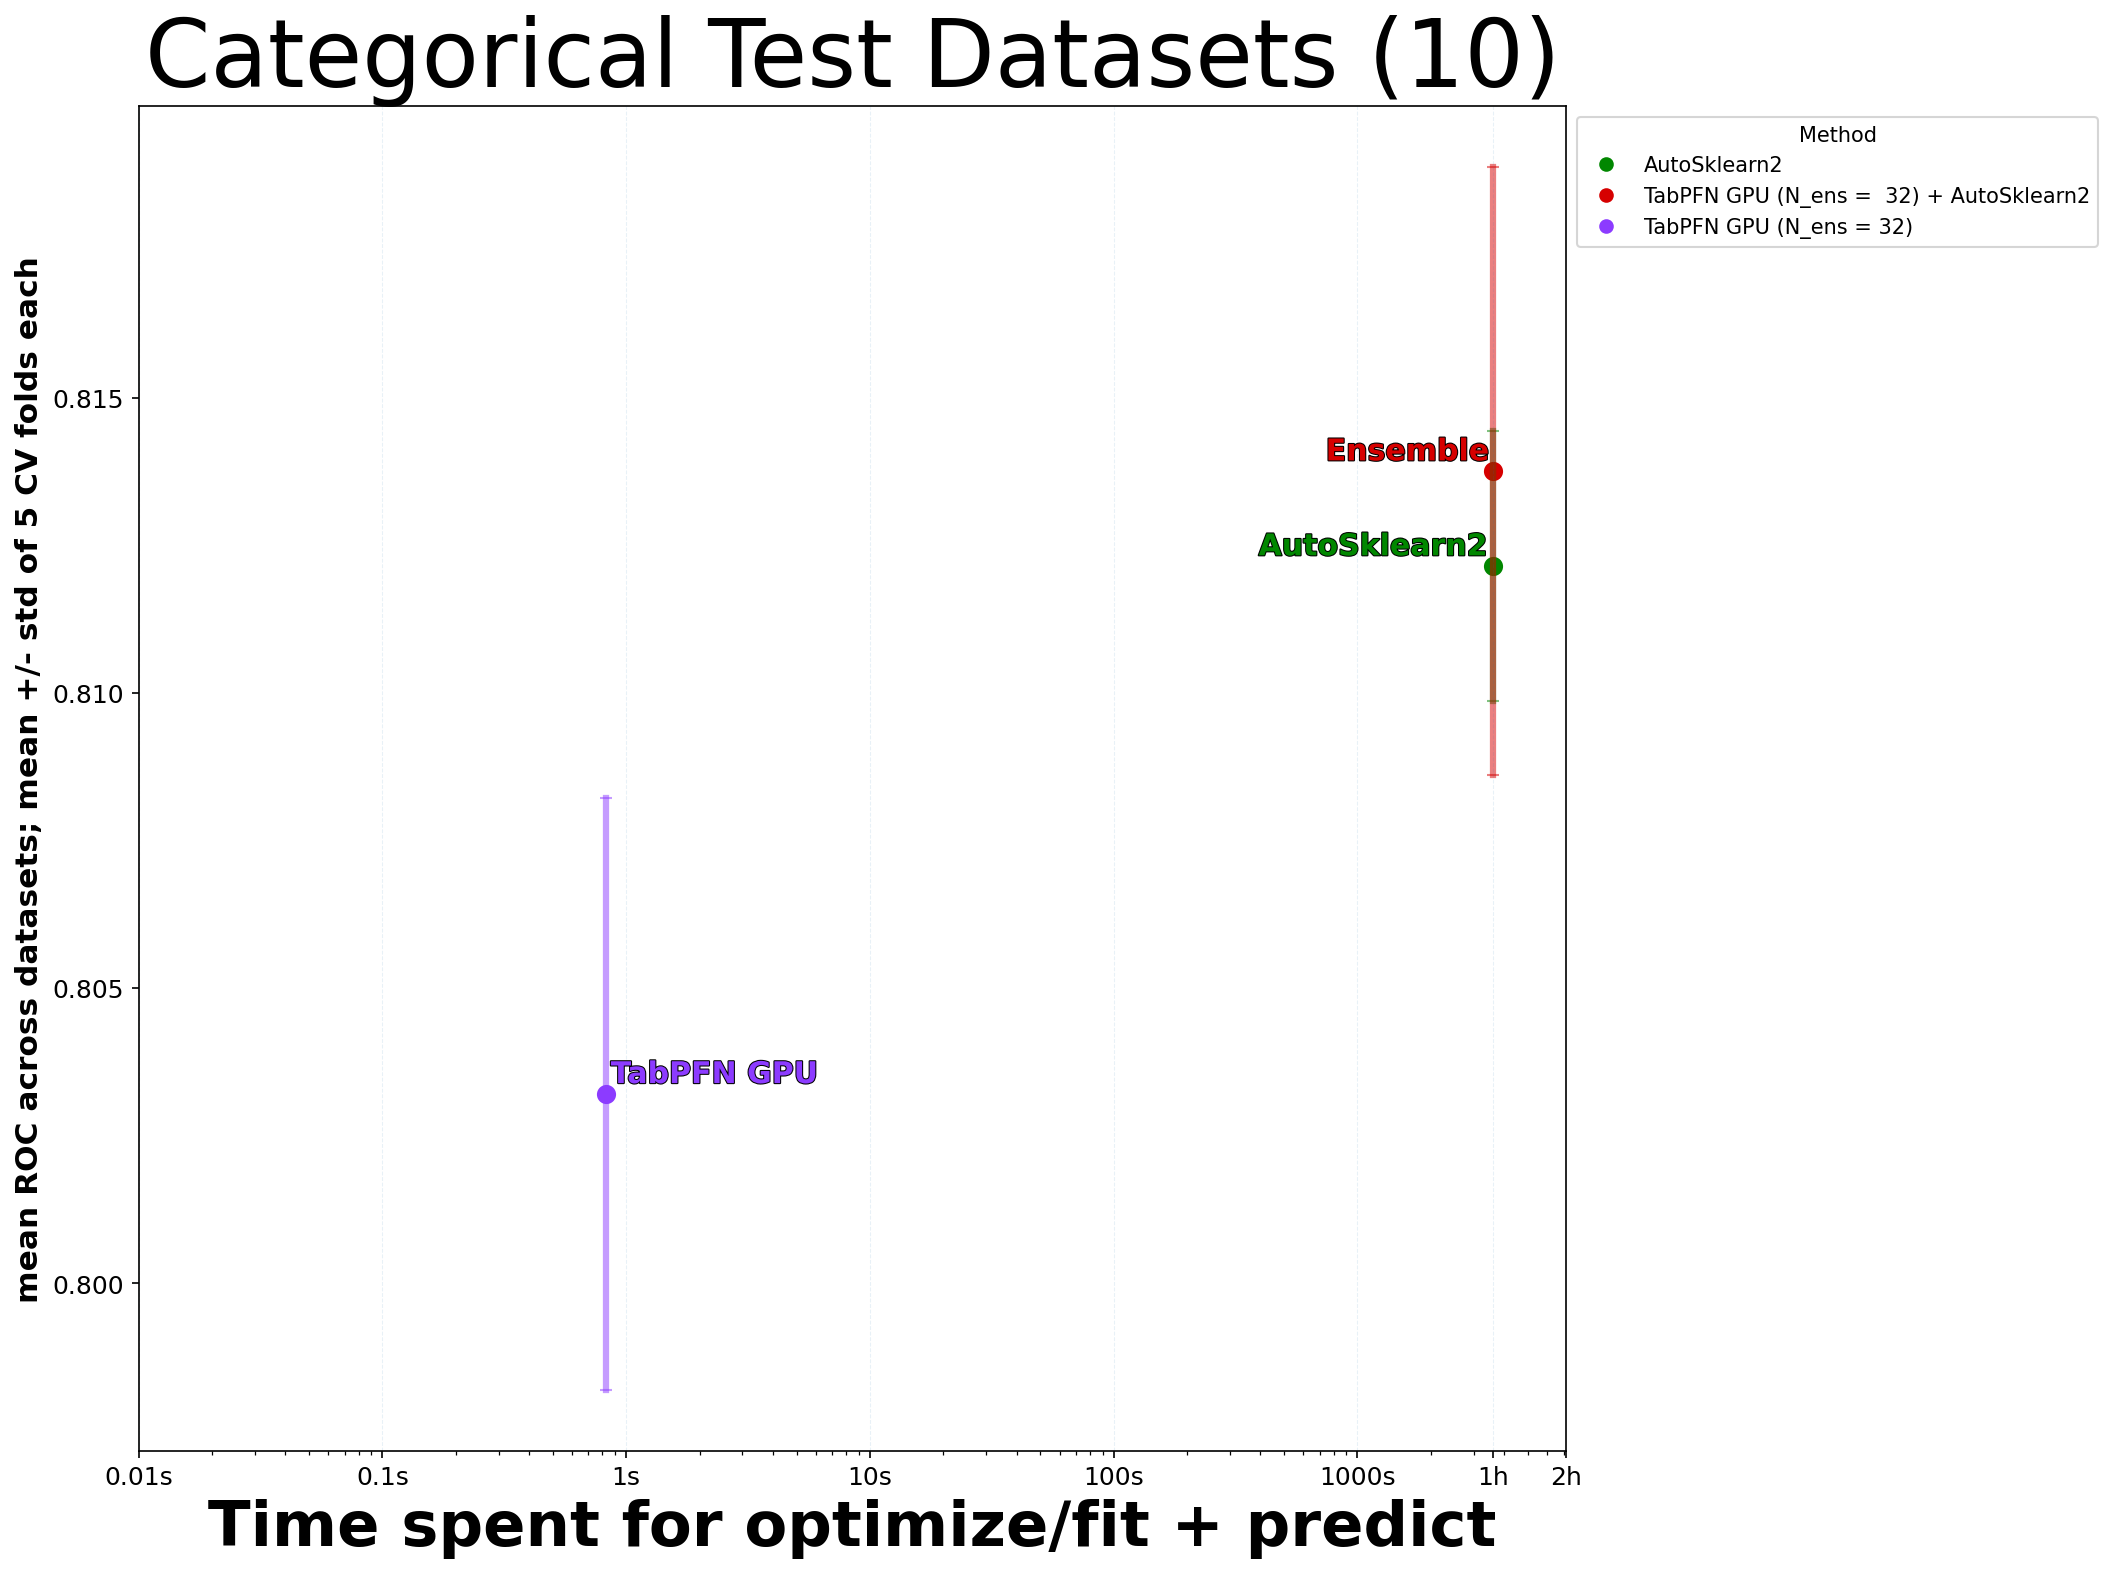 Categorical Test Datasets (10)
Method
AutoSklearn2
TabPFN GPU (N_ens =  32) + AutoSklearn2
TabPFN GPU (N_ens = 32)
mean ROC across datasets; mean +/- std of 5 CV folds each
0.815
0.810
0.805
0.800
Ensemble
AutoSklearn2
TabPFN GPU
0.01s 0.1s 1s 10s 100s 1000s 1h 2h
Time spent for optimize/fit + predict